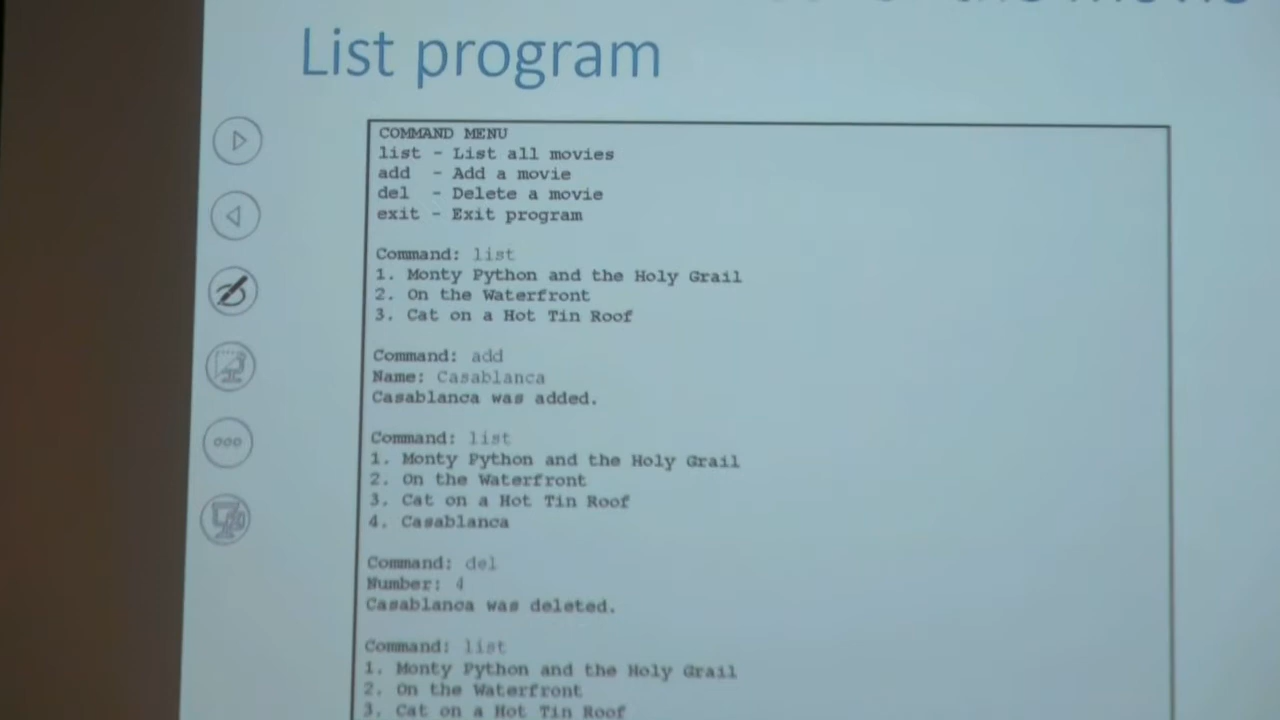 the Movie
List program
COMMAND MENU
list - List all movies
add - Add a movie
del - Delete a movie
exit - Exit program
Command: list
1. Monty Python and the Holy Grail
2. On the Waterfront
3. Cat on a Hot Tin Roof
Command: add
Name: Casablanca
Casablanca was added.
Command: list
1. Monty Python and the Holy Grail
2. On the Waterfront
3. Cat on a Hot Tin Roof
4. Casablanca
Command: del
Number: 4
Casablanca was deleted.
Command: list
1. Monty Python and the Holy Grail
2. On the Waterfront
3. Cat on a Hot Tin Roof